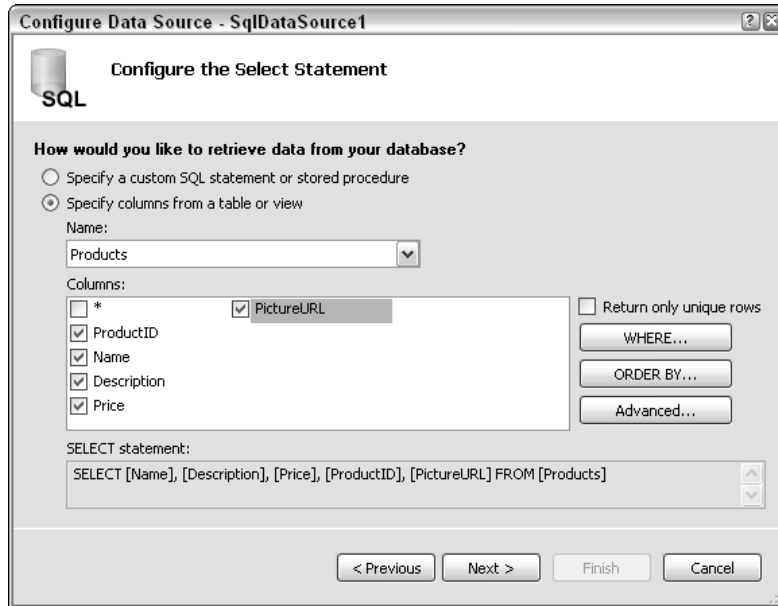 Configure Data Source - SqlDataSource1
Configure the Select Statement
SQL
How would you like to retrieve data from your database?
Specify a custom SQL statement or stored procedure
Specify columns from a table or view
Name:
Products
Columns:
* PictureURL Return only unique rows
ProductID WHERE...
Name
Description ORDER BY...
Price Advanced...
SELECT statement:
SELECT [Name], [Description], [Price], [ProductID], [PictureURL] FROM [Products]
< Previous Next > Finish Cancel